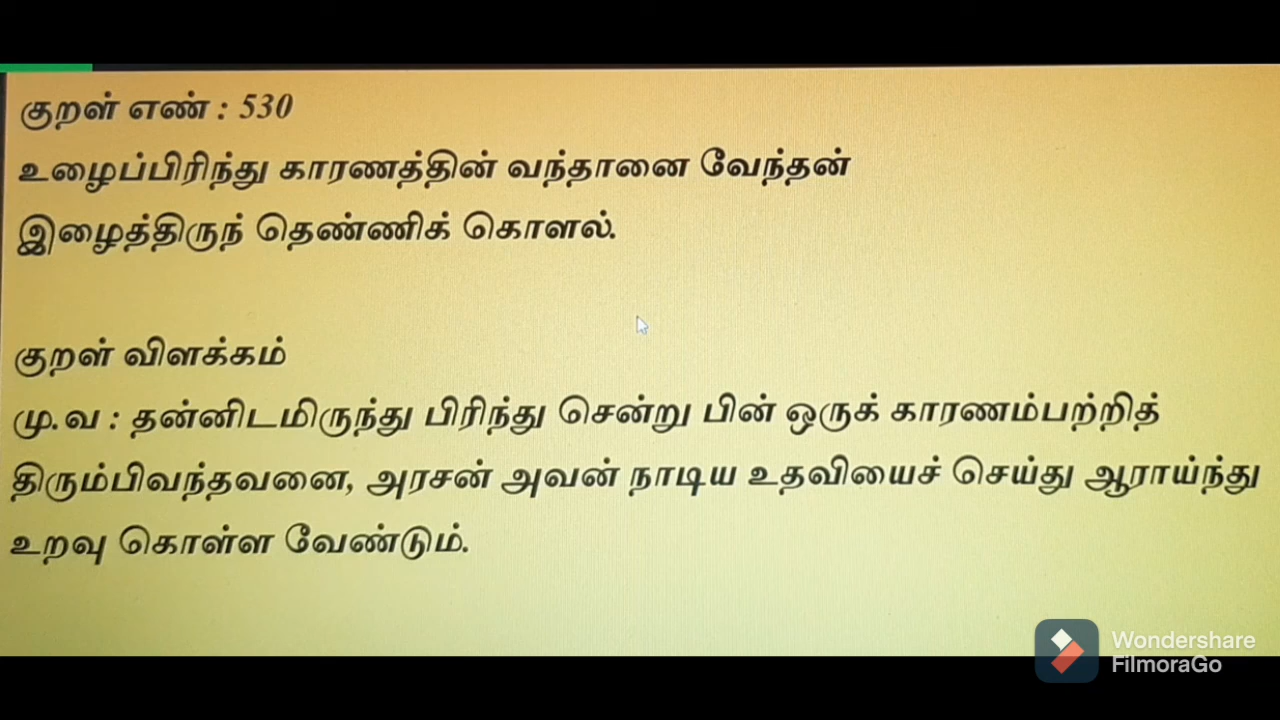 குறள் எண் : 530
உழைப்பிரிந்து காரணத்தின் வந்தானை வேந்தன்
இழைத்திருந் தெண்ணிக் கொளல்.
குறள் விளக்கம்
மு.வ : தன்னிடமிருந்து பிரிந்து சென்று பின் ஒருக் காரணம்பற்றித்
திரும்பிவந்தவனை, அரசன் அவன் நாடிய உதவியைச் செய்து ஆராய்ந்து
உறவு கொள்ள வேண்டும்.
Wondershare
FilmoraGo